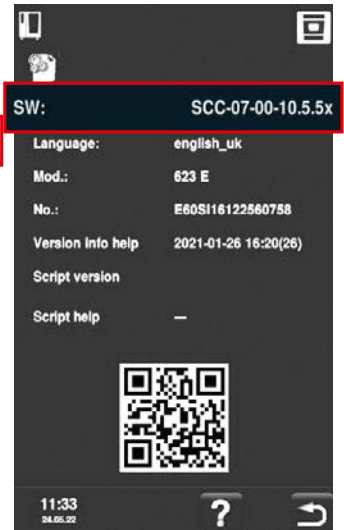 SW: SCC-07-00-10.5.5x
Language: english_uk
Mod.: 623 E
No.: E60SI16122560758
Version info help 2021-01-26 16:20(26)
Script version
Script help —
11:33 ?
24.05.22